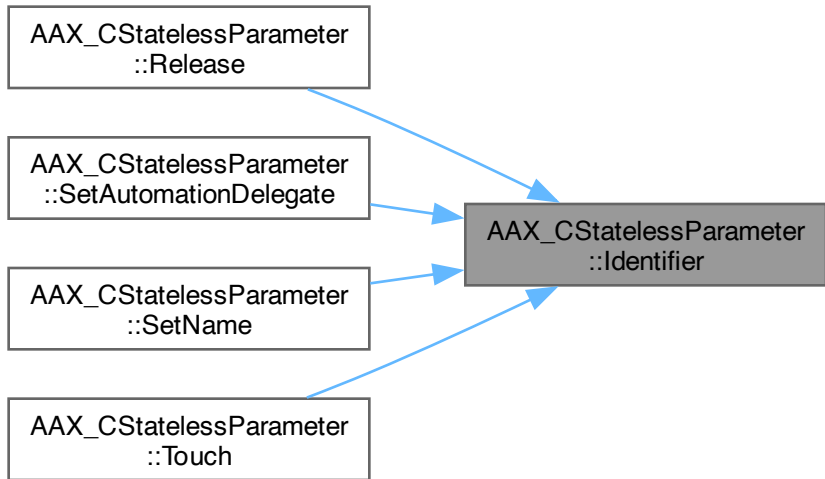 AAX_CStatelessParameter
::Release
AAX_CStatelessParameter
::SetAutomationDelegate
AAX_CStatelessParameter
::Identifier
AAX_CStatelessParameter
::SetName
AAX_CStatelessParameter
::Touch